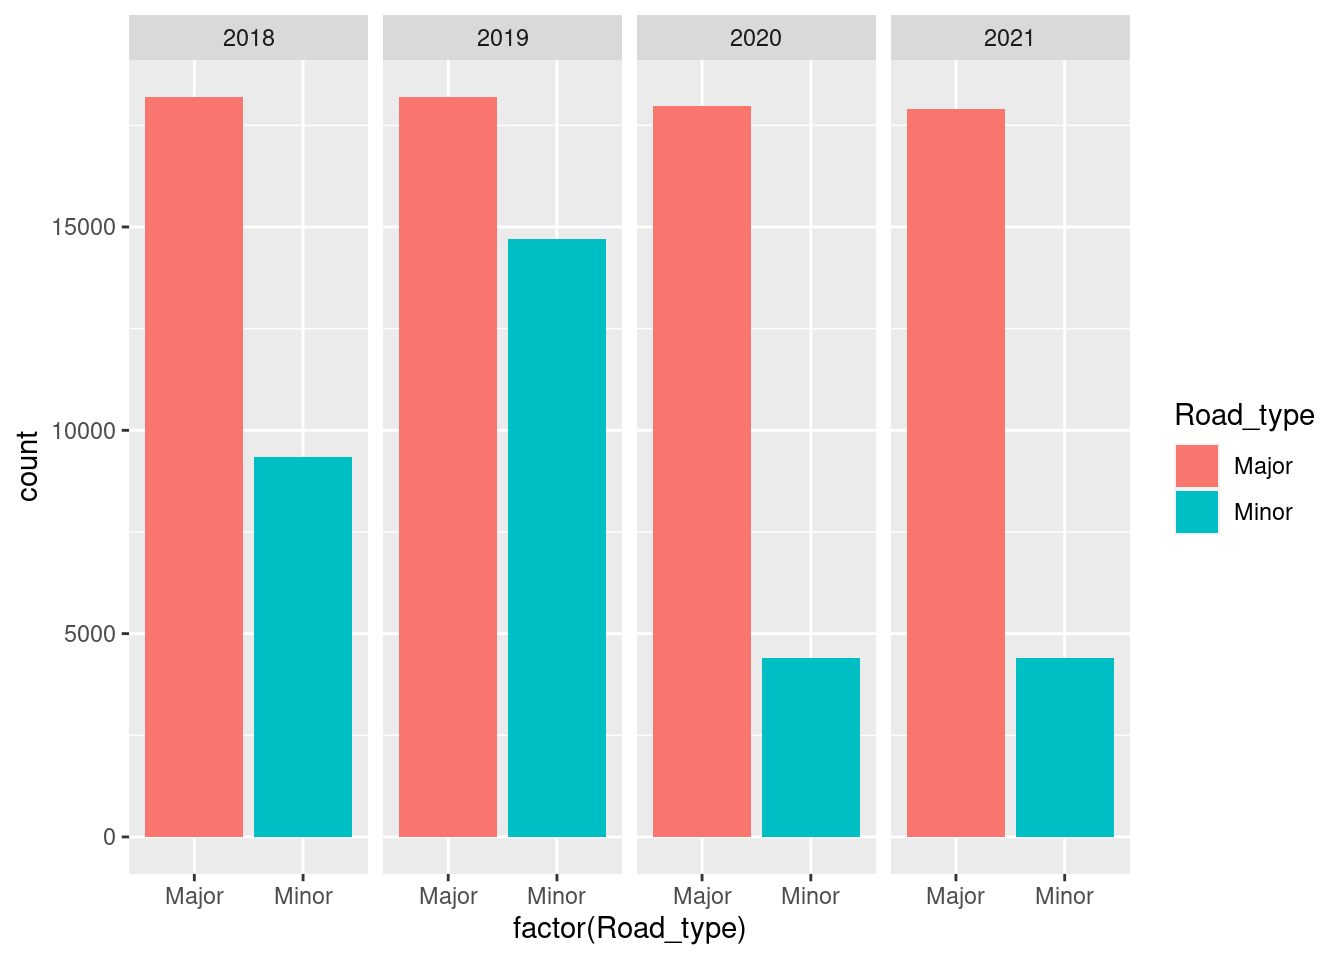 2018 2019 2020 2021
15000
10000
5000
0
count
Major Minor Major Minor Major Minor Major Minor
factor(Road_type)
Road_type
Major
Minor